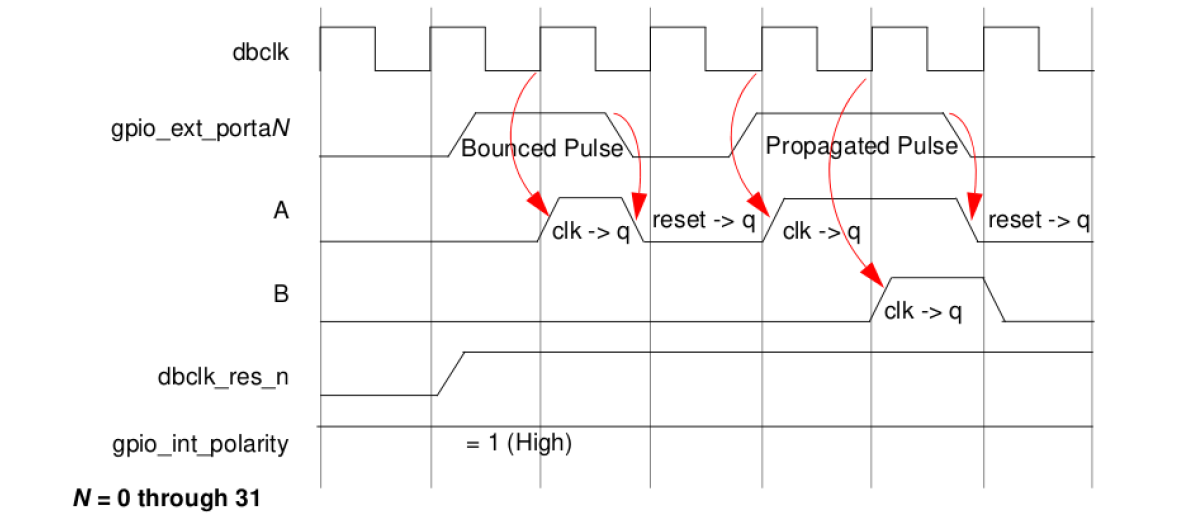 dbclk
gpio_ext_portaN
Bounced Pulse
Propagated Pulse
A
clk -> q
reset -> q
clk -> q
reset -> q
B
clk -> q
dbclk_res_n
gpio_int_polarity
= 1 (High)
N = 0 through 31